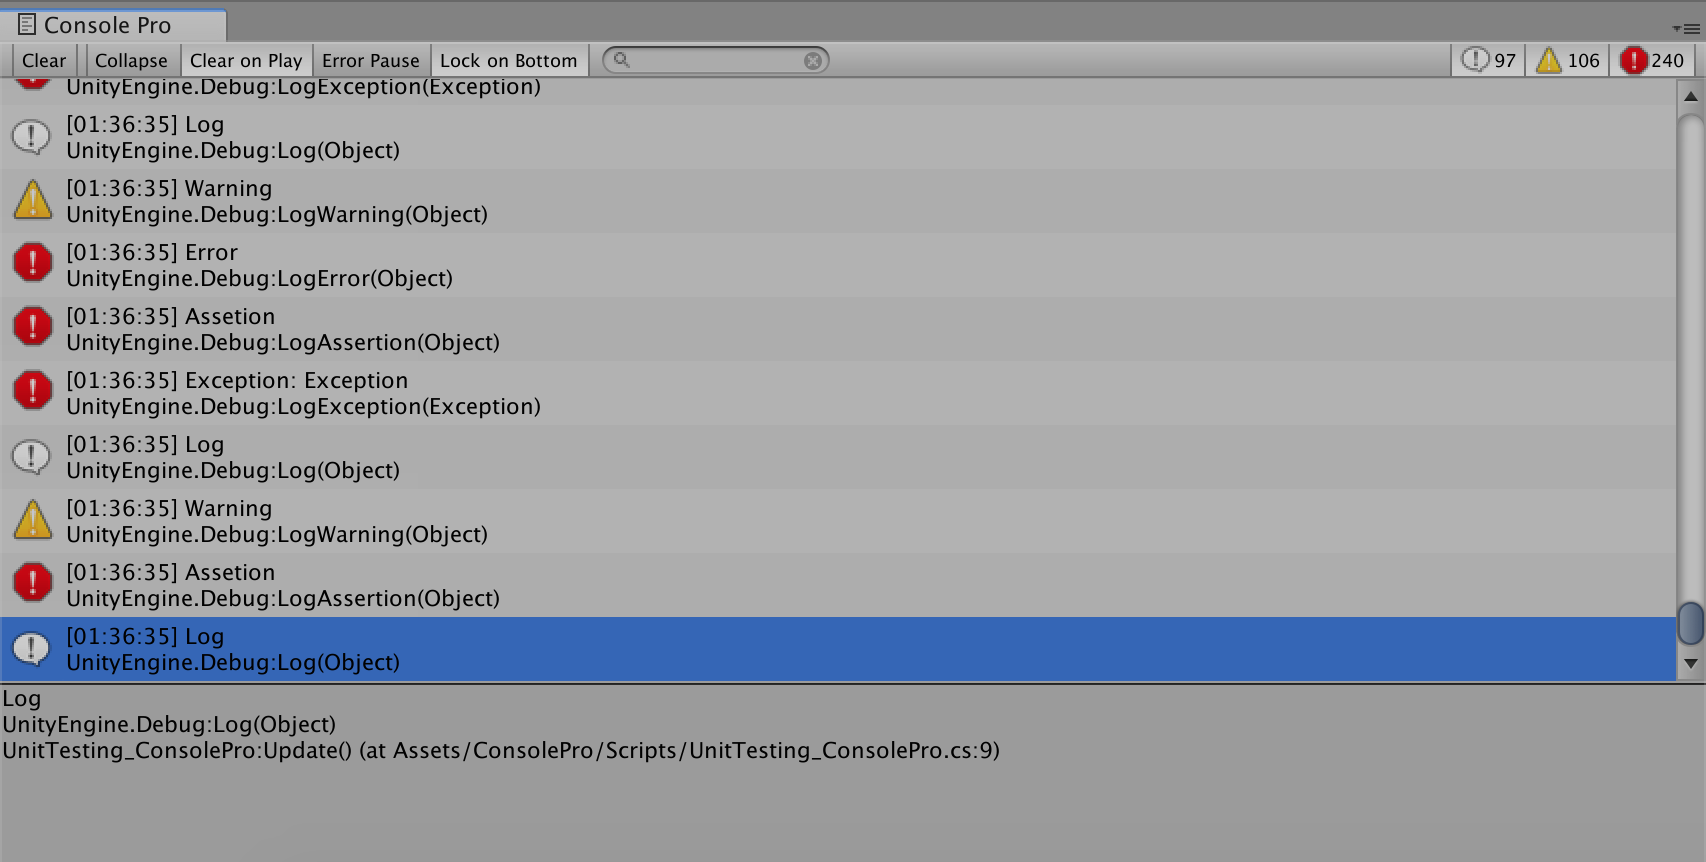 Console Pro
Clear Collapse Clear on Play Error Pause Lock on Bottom 97 106 240
UnityEngine.Debug:LogException(Exception)
[01:36:35] Log
UnityEngine.Debug:Log(Object)
[01:36:35] Warning
UnityEngine.Debug:LogWarning(Object)
[01:36:35] Error
UnityEngine.Debug:LogError(Object)
[01:36:35] Assetion
UnityEngine.Debug:LogAssertion(Object)
[01:36:35] Exception: Exception
UnityEngine.Debug:LogException(Exception)
[01:36:35] Log
UnityEngine.Debug:Log(Object)
[01:36:35] Warning
UnityEngine.Debug:LogWarning(Object)
[01:36:35] Assetion
UnityEngine.Debug:LogAssertion(Object)
[01:36:35] Log
UnityEngine.Debug:Log(Object)
Log
UnityEngine.Debug:Log(Object)
UnitTesting_ConsolePro:Update() (at Assets/ConsolePro/Scripts/UnitTesting_ConsolePro.cs:9)